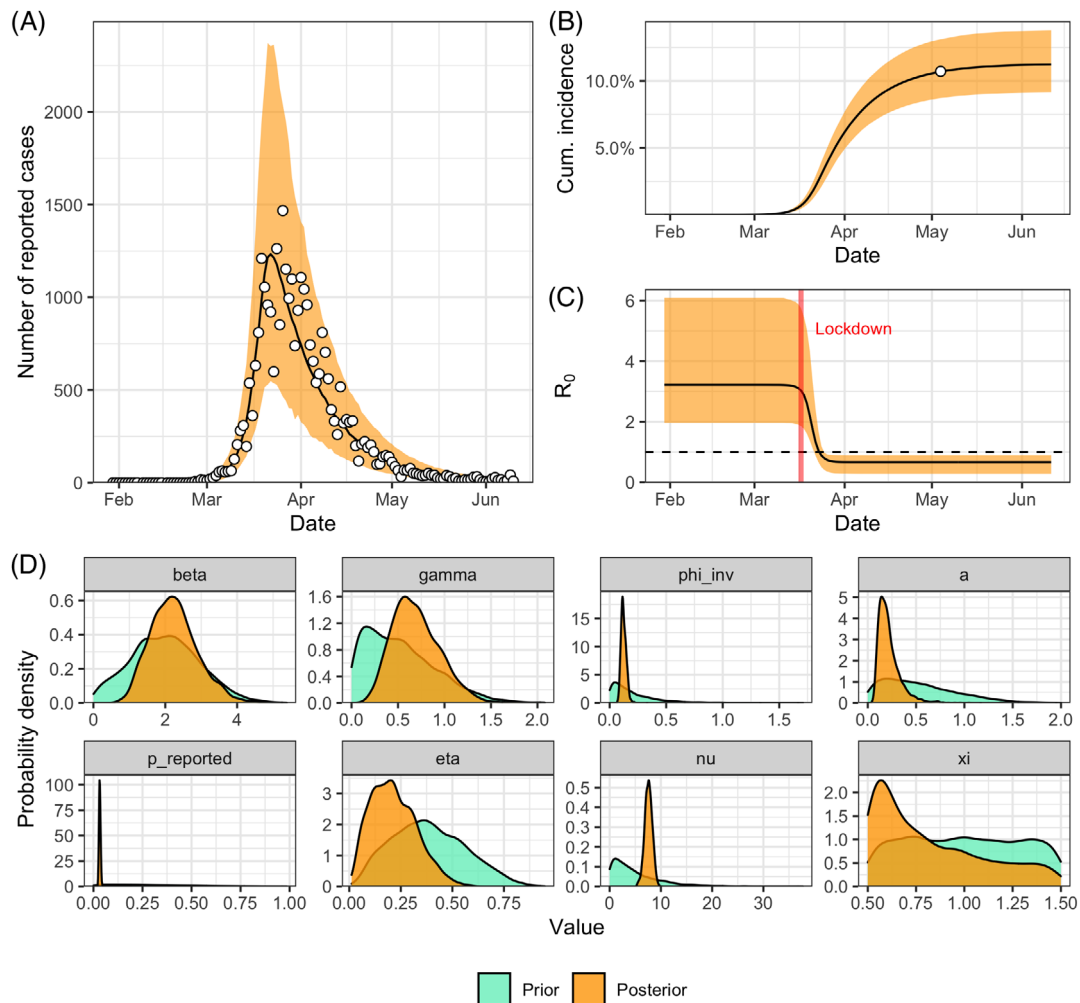 (A)
Number of reported cases
2000
1500
1000
500
0
Feb
Mar
Apr
May
Jun
Date
(B)
Cum. incidence
10.0%
5.0%
Feb
Mar
Apr
May
Jun
Date
(C)
R0
6
4
2
0
Lockdown
Feb
Mar
Apr
May
Jun
Date
(D)
Probability density
beta
0.6
0.4
0.2
0.0
0
2
4
gamma
1.6
1.2
0.8
0.4
0.0
0.0
0.5
1.0
1.5
2.0
phi_inv
15
10
5
0
0.0
0.5
1.0
1.5
a
5
4
3
2
1
0
0.0
0.5
1.0
1.5
2.0
p_reported
100
75
50
25
0
0.00
0.25
0.50
0.75
1.00
eta
3
2
1
0
0.00
0.25
0.50
0.75
nu
0.5
0.4
0.3
0.2
0.1
0.0
0
10
20
30
xi
2.0
1.5
1.0
0.5
0.0
0.50
0.75
1.00
1.25
1.50
Value
Prior
Posterior